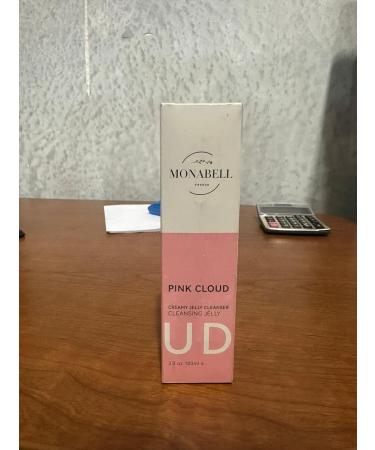 MONABELL
PINK CLOUD
CREAMY JELLY CLEANSER
CLEANSING JELLY
UD